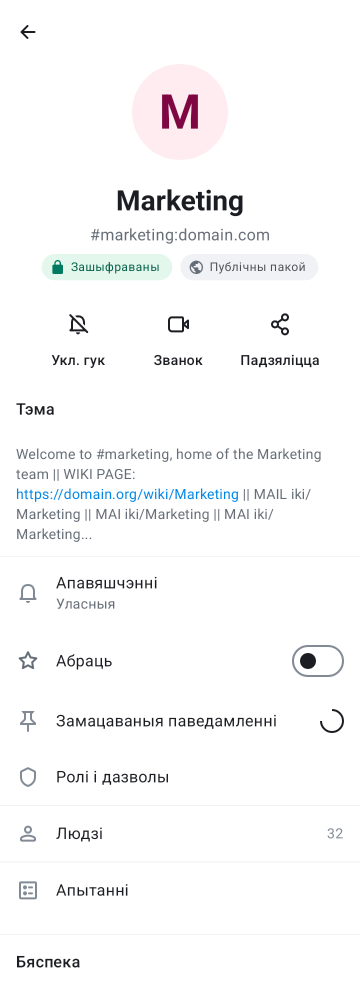 M
Marketing
#marketing:domain.com
Зашыфраваны
Публічны пакой
Укл. гук
Званок
Падзяліцца
Тэма
Welcome to #marketing, home of the Marketing
team || WIKI PAGE:
https://domain.org/wiki/Marketing || MAIL iki/
Marketing || MAI iki/Marketing || MAI iki/
Marketing...
Апавяшчэнні
Уласныя
Абраць
Замацаваныя паведамленні
Ролі і дазволы
Людзі 32
Апытанні
Бяспека